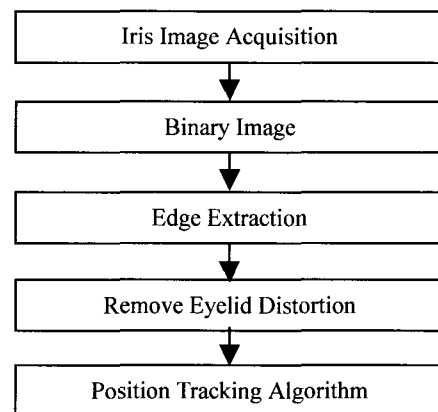 Iris Image Acquisition
Binary Image
Edge Extraction
Remove Eyelid Distortion
Position Tracking Algorithm